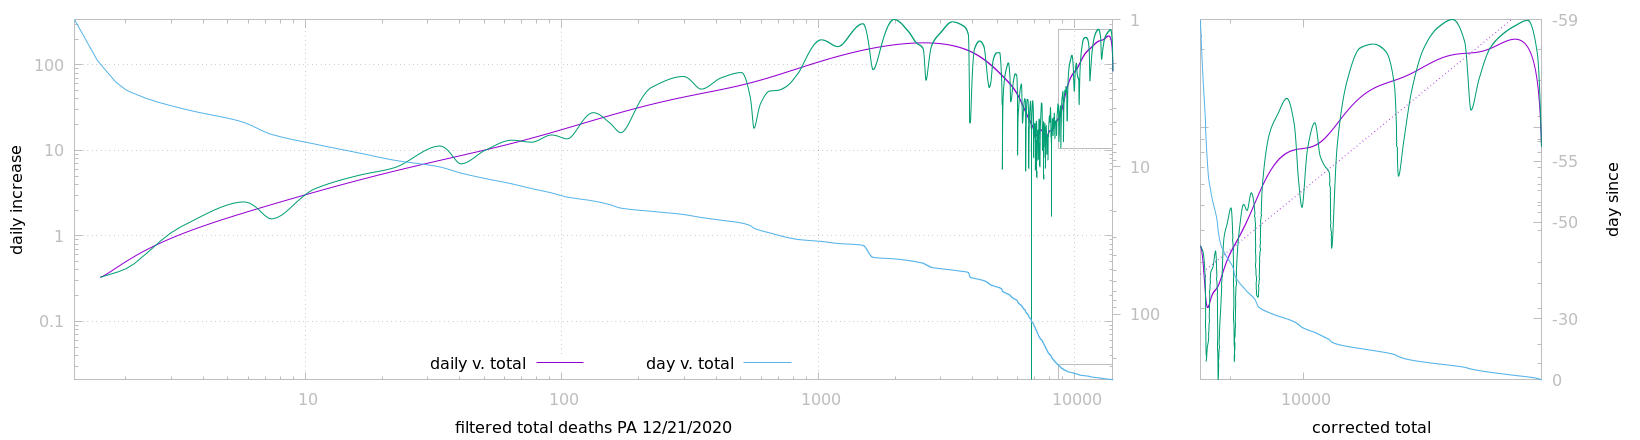 daily increase
100
10
1
0.1
1
10
100
daily v. total
day v. total
10
100
1000
10000
filtered total deaths PA 12/21/2020
-59
-55
-50
-30
0
day since
10000
corrected total